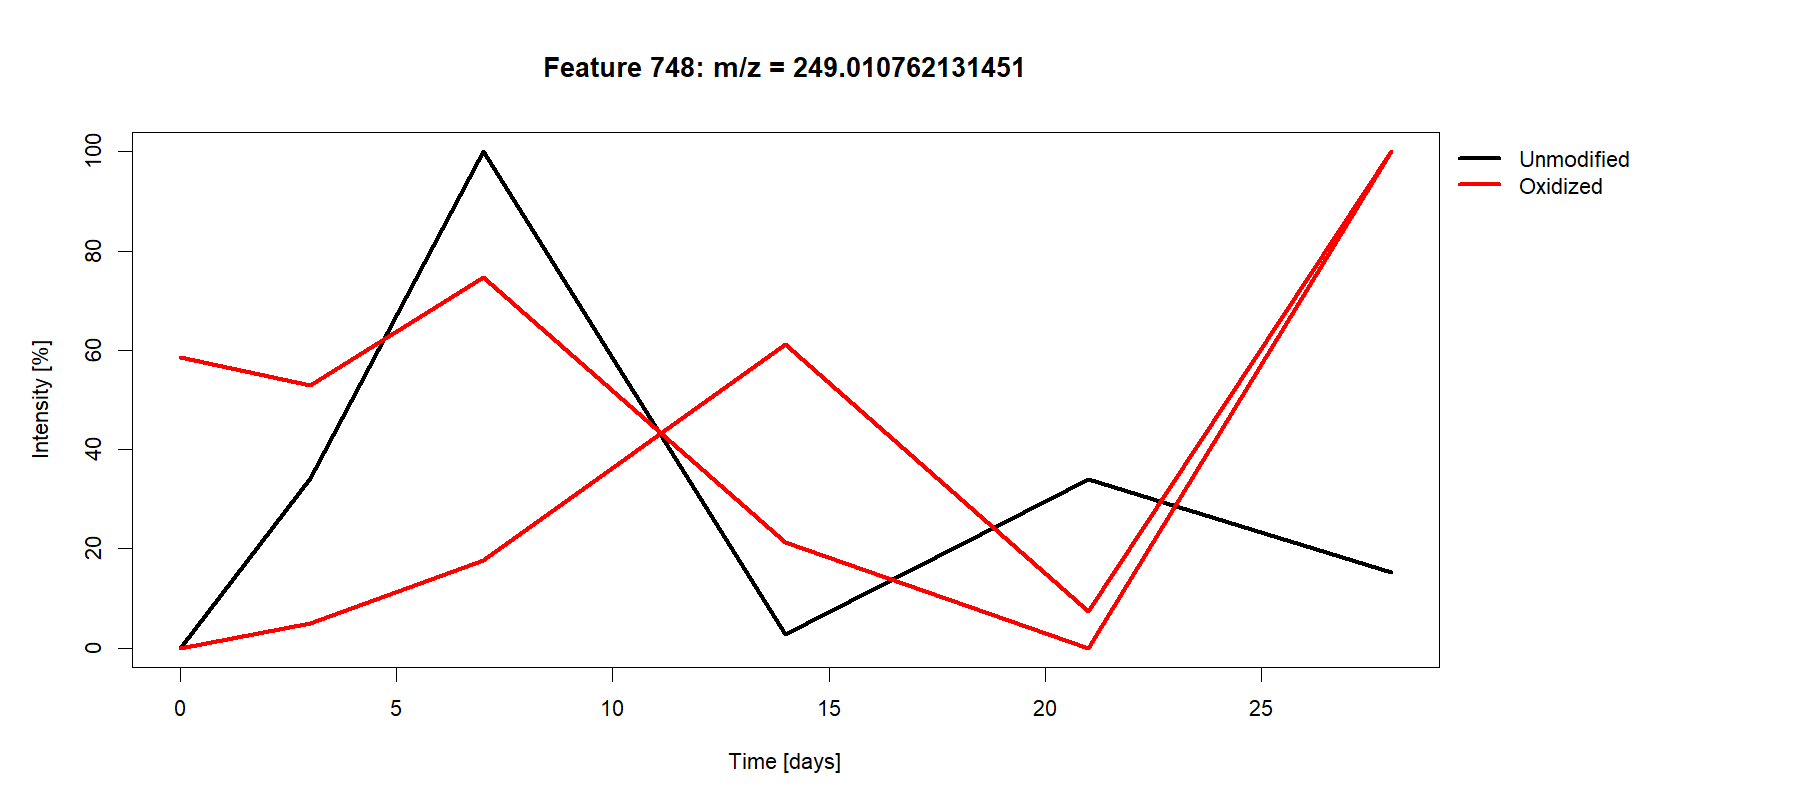 Feature 748: m/z = 249.010762131451
Unmodified
Oxidized
Intensity [%]
100
80
60
40
20
0
0 5 10 15 20 25
Time [days]